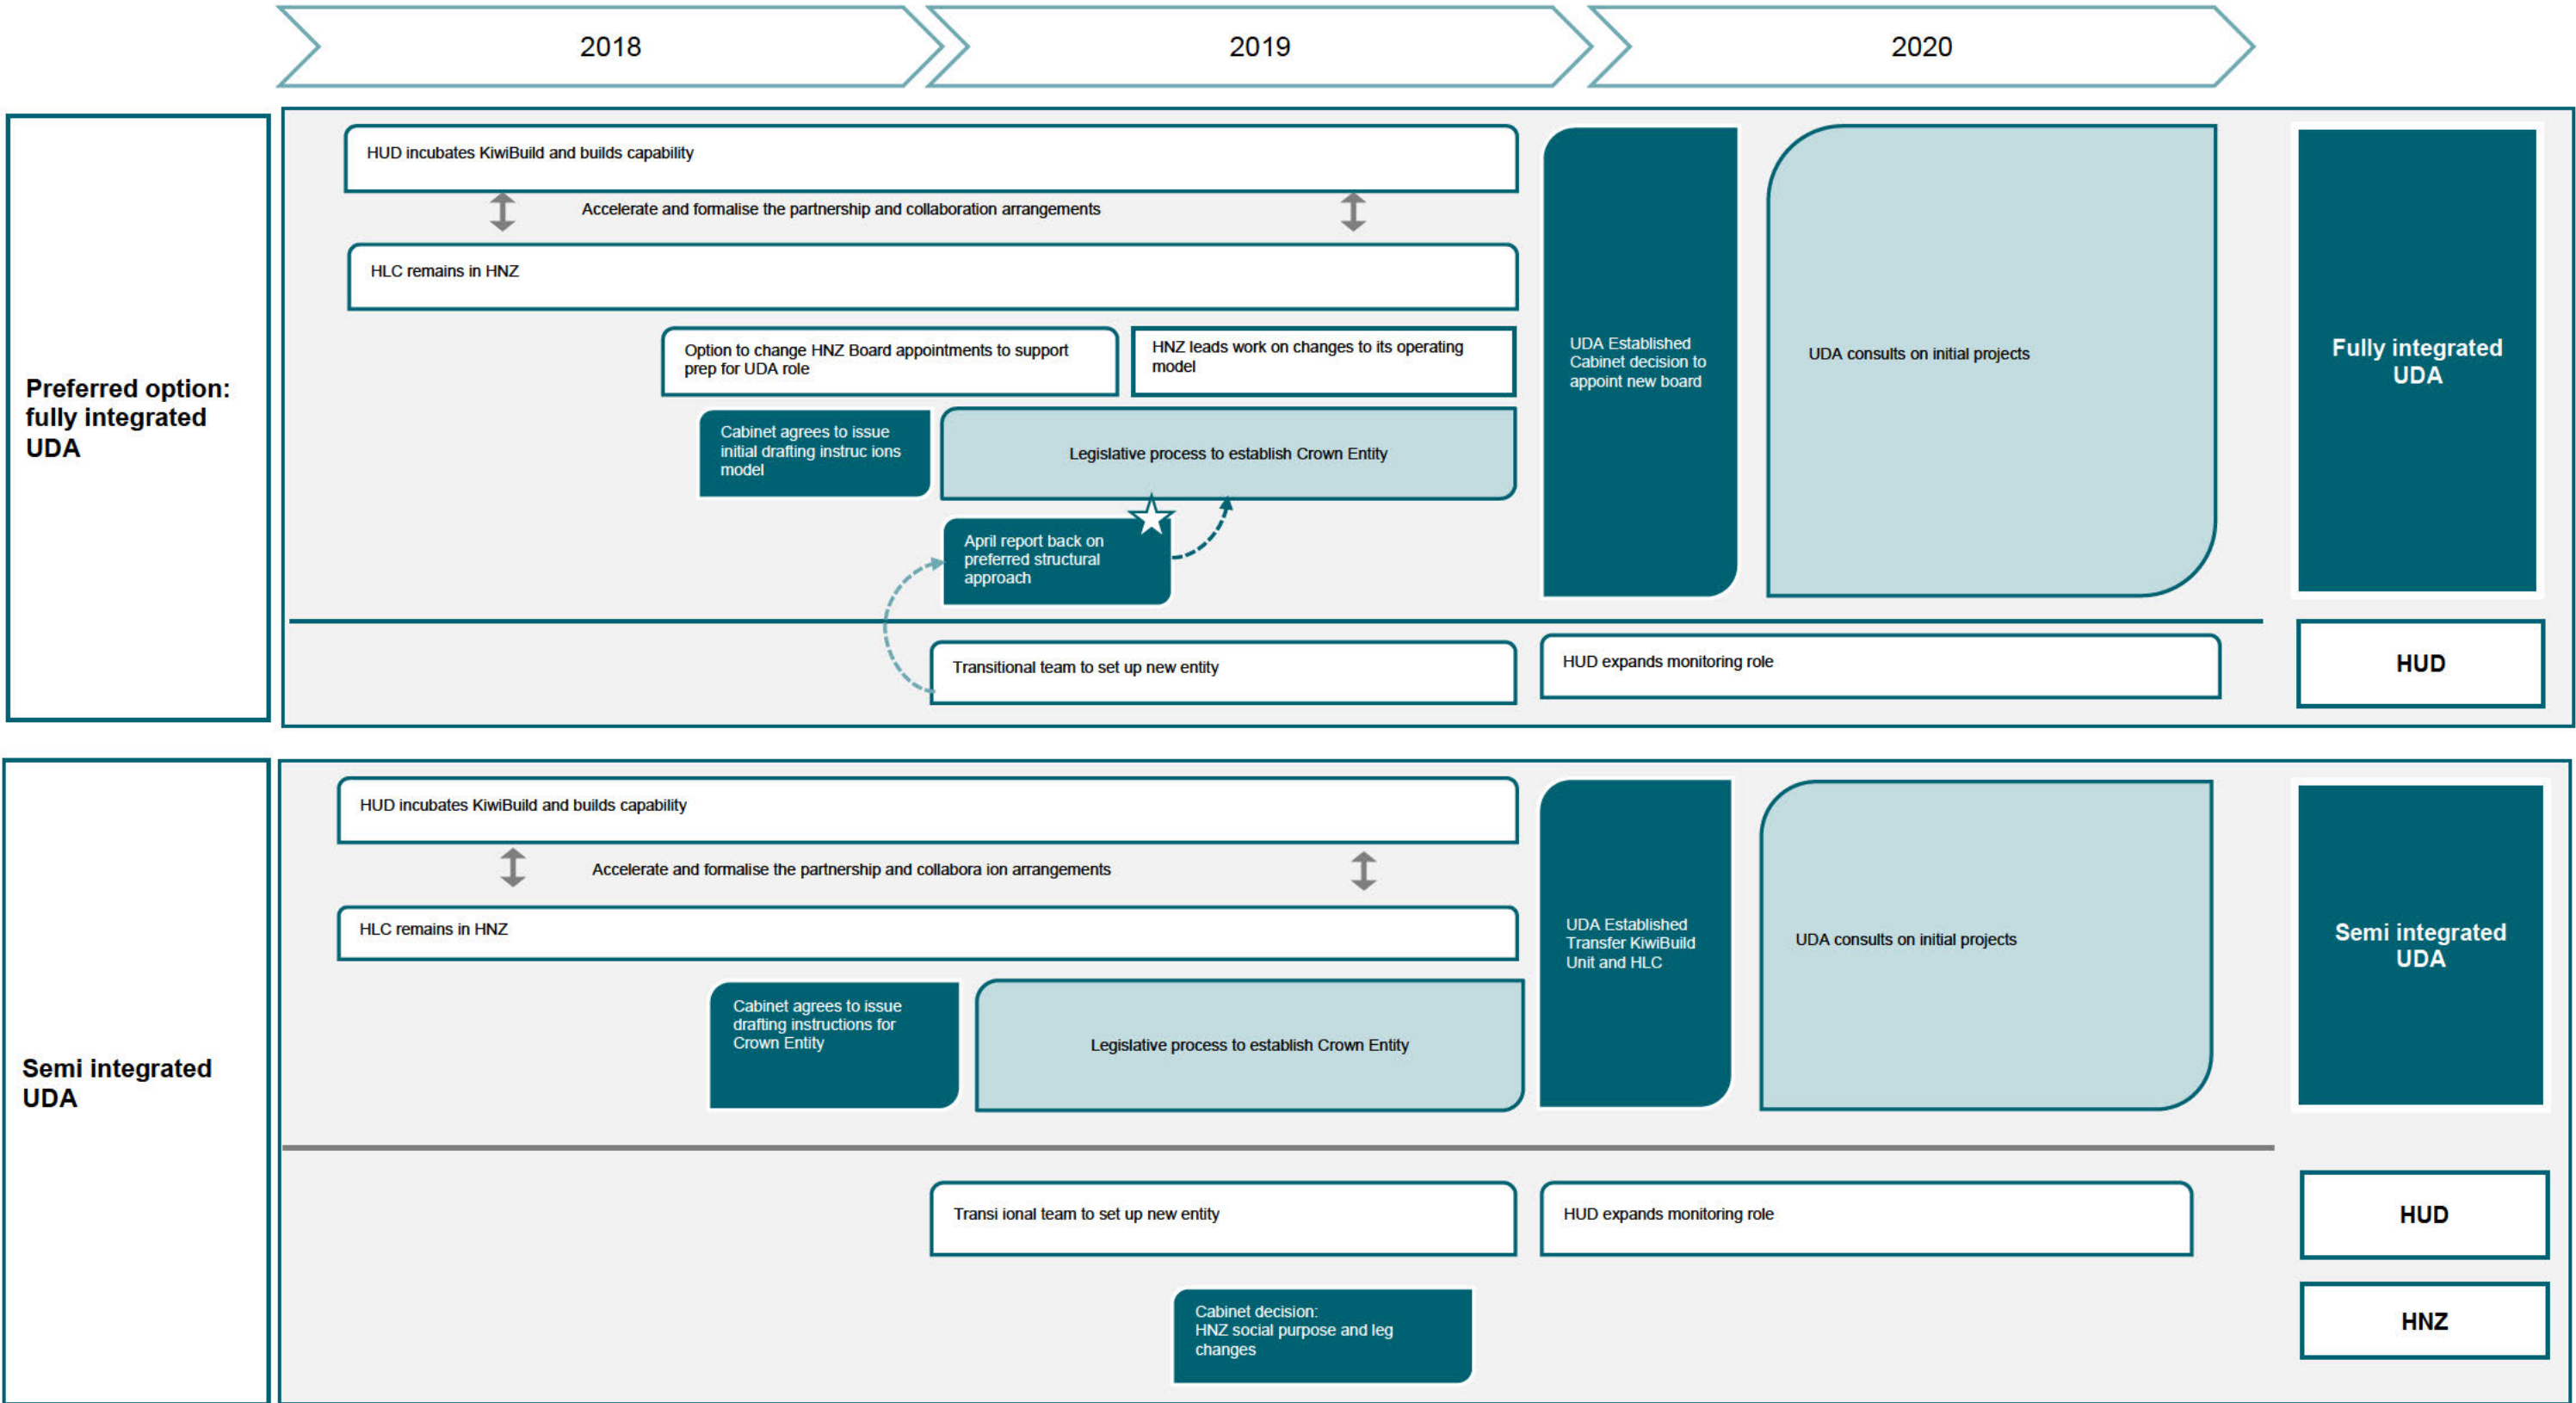 2018
2019
2020
Preferred option:
fully integrated
UDA
HUD incubates KiwiBuild and builds capability
Accelerate and formalise the partnership and collaboration arrangements
HLC remains in HNZ
Option to change HNZ Board appointments to support
prep for UDA role
HNZ leads work on changes to its operating
model
Cabinet agrees to issue
initial drafting instruc ions
model
Legislative process to establish Crown Entity
April report back on
preferred structural
approach
UDA Established
Cabinet decision to
appoint new board
UDA consults on initial projects
Fully integrated
UDA
Transitional team to set up new entity
HUD expands monitoring role
HUD
Semi integrated
UDA
HUD incubates KiwiBuild and builds capability
Accelerate and formalise the partnership and collabora ion arrangements
HLC remains in HNZ
Cabinet agrees to issue
drafting instructions for
Crown Entity
Legislative process to establish Crown Entity
UDA Established
Transfer KiwiBuild
Unit and HLC
UDA consults on initial projects
Semi integrated
UDA
Transi ional team to set up new entity
HUD expands monitoring role
HUD
Cabinet decision:
HNZ social purpose and leg
changes
HNZ